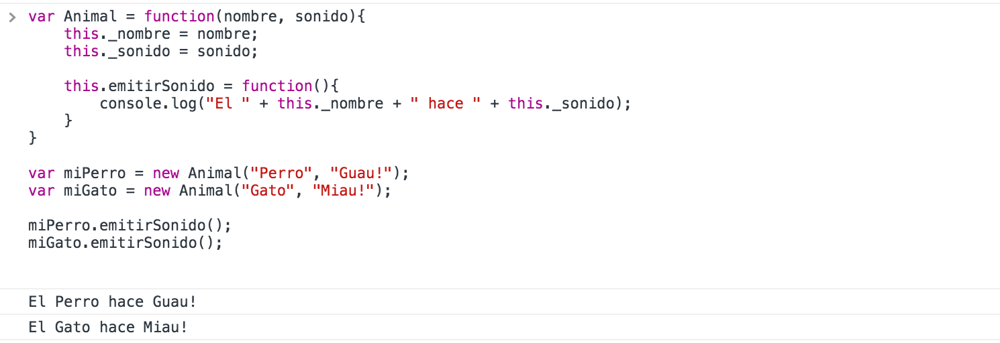 var Animal = function(nombre, sonido){
    this._nombre = nombre;
    this._sonido = sonido;

    this.emitirSonido = function(){
        console.log("El " + this._nombre + " hace " + this._sonido);
    }
}

var miPerro = new Animal("Perro", "Guau!");
var miGato = new Animal("Gato", "Miau!");

miPerro.emitirSonido();
miGato.emitirSonido();

El Perro hace Guau!
El Gato hace Miau!